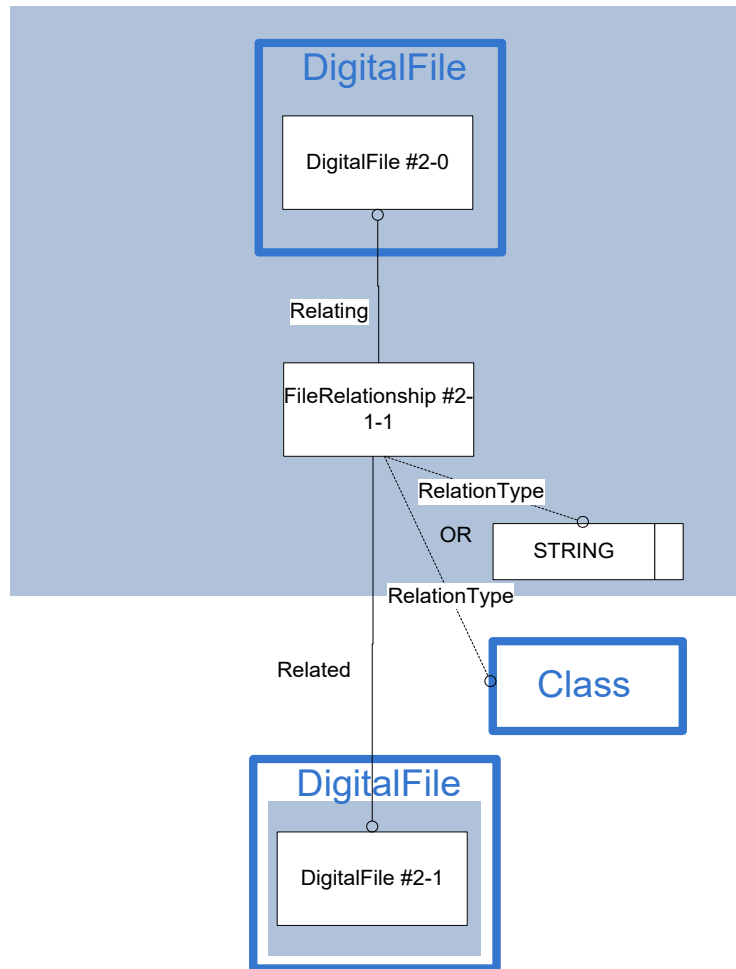 DigitalFile
DigitalFile #2-0
Relating
FileRelationship #2-
1-1
RelationType
OR
STRING
RelationType
Related
Class
DigitalFile
DigitalFile #2-1